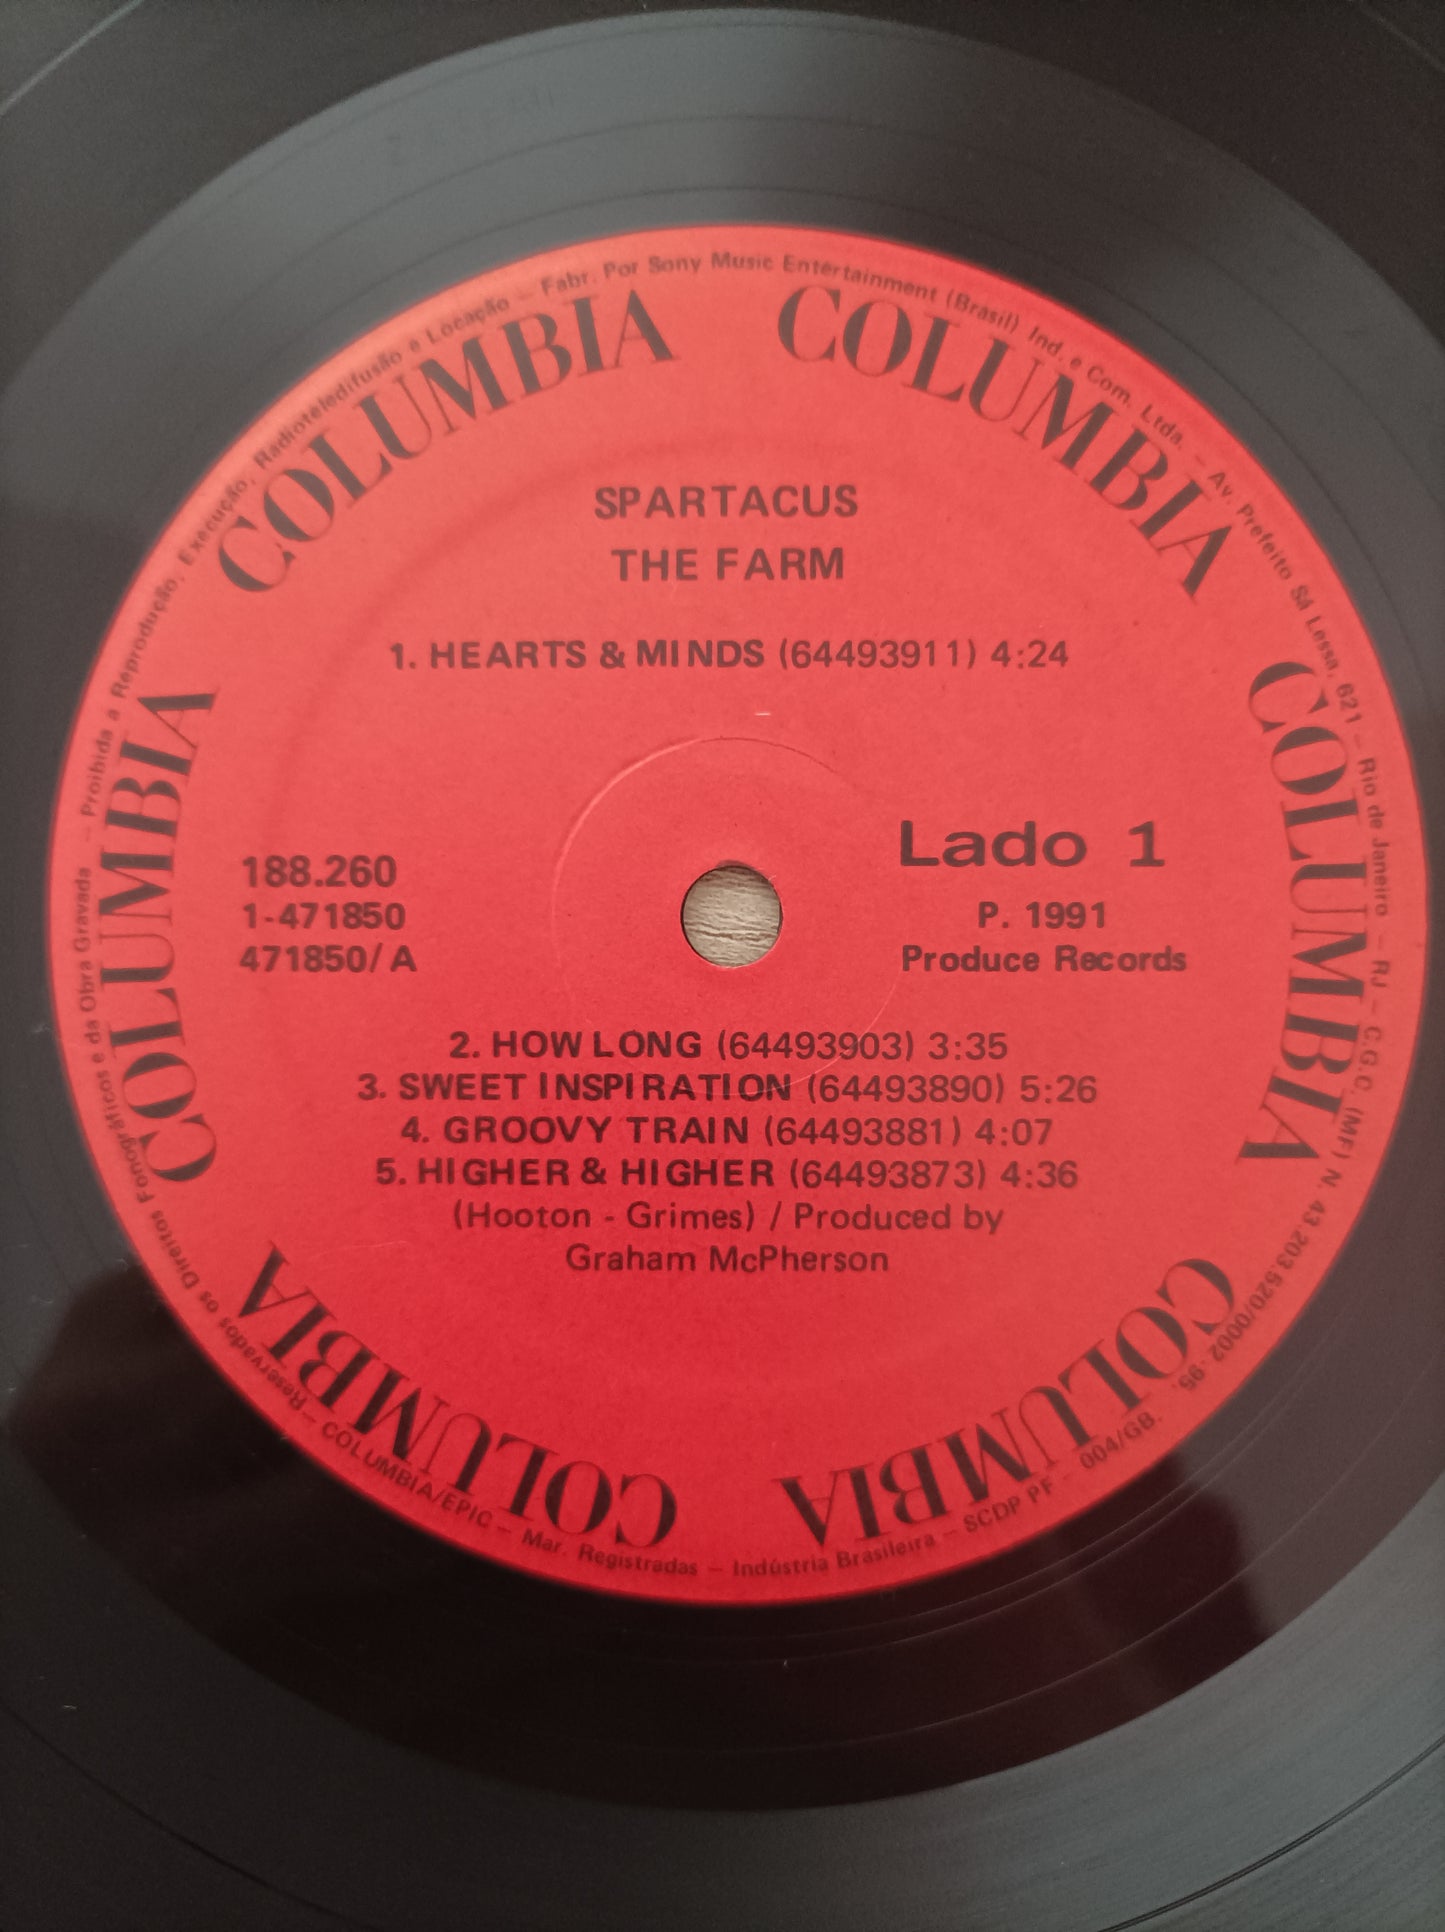 COLUMBIA COLUMBIA COLUMBIA COLUMBIA COLUMBIA COLUMBIA
SPARTACUS
THE FARM
1. HEARTS & MINDS (64493911) 4:24
188.260
1-471850
471850/A
Lado 1
P. 1991
Produce Records
2. HOW LONG (64493903) 3:35
3. SWEET INSPIRATION (64493890) 5:26
4. GROOVY TRAIN (64493881) 4:07
5. HIGHER & HIGHER (64493873) 4:36
(Hooton - Grimes) / Produced by
Graham McPherson
Reservados os Direitos Fonográficos e da Obra Gravada – Proibida a Reprodução, Execução, Radioteledifusão e Locação – Fabr. Por Sony Music Entertainment (Brasil) Ind. e Com. Ltda. – Av. Prefeito Sá Lessa, 621 – Rio de Janeiro – RJ – C.G.C. (MF) N 43.203.520/0002-95.
COLUMBIA/EPIC – Mar. Registradas – Indústria Brasileira – SCDP PF – 004/GB.